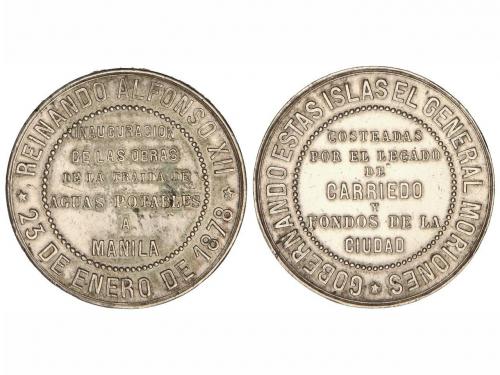 REINANDO ALFONSO XII
★ 23 DE ENERO DE 1878 ★
INAUGURACION
DE LAS OBRAS
DE LA TRAIDA DE
AGUAS POTABLES
A
MANILA
GOBERNANDO ESTAS ISLAS EL GENERAL MORIONES ★
COSTEADAS
POR EL LEGADO
DE
CARRIEDO
Y
FONDOS DE LA
CIUDAD